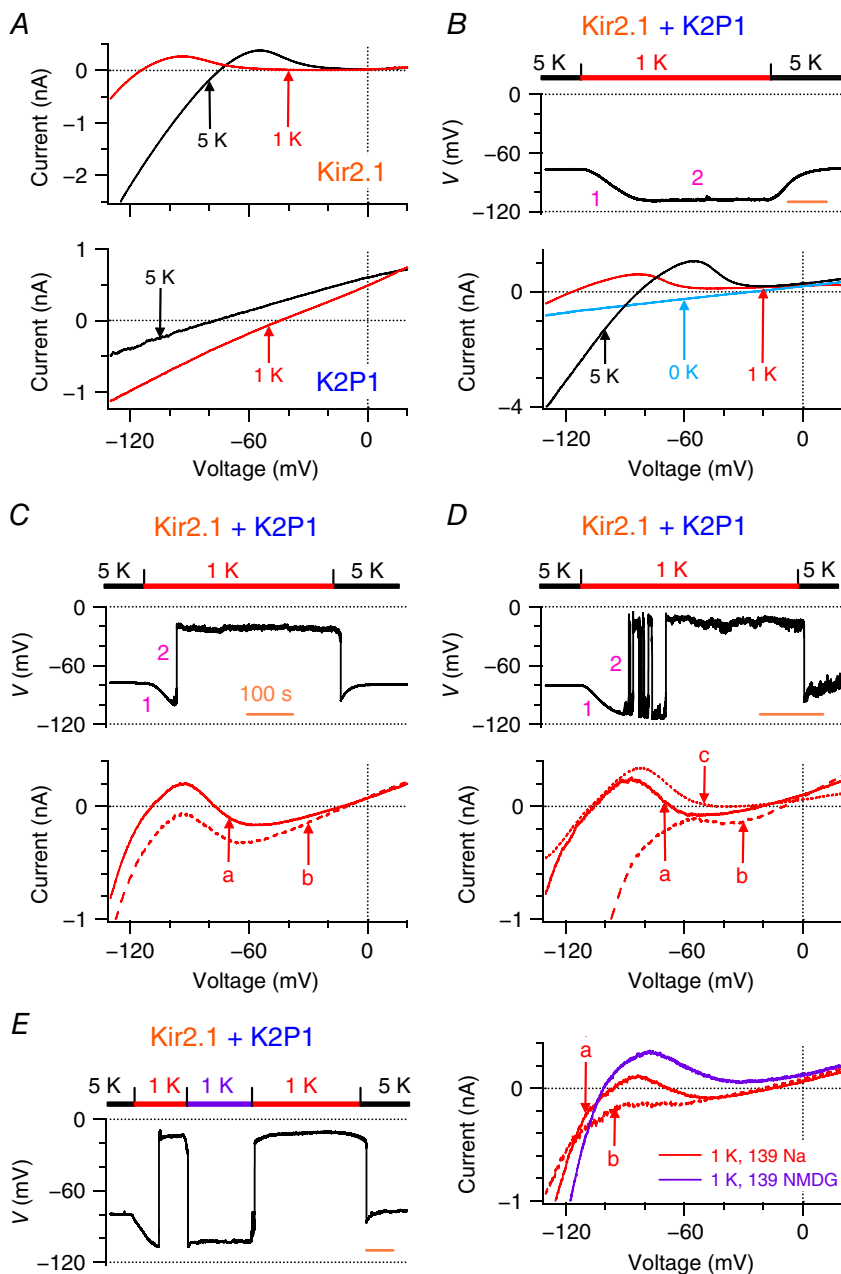 A
Current (nA)
0
−1
−2
5 K
1 K
Kir2.1
Current (nA)
1
0
−1
5 K
1 K
K2P1
−120
−60
0
Voltage (mV)
B
Kir2.1 + K2P1
5 K
1 K
5 K
V (mV)
0
−60
−120
1
2
Current (nA)
0
−4
5 K
0 K
1 K
−120
−60
0
Voltage (mV)
C
Kir2.1 + K2P1
5 K
1 K
5 K
V (mV)
0
−60
−120
2
1
100 s
Current (nA)
0
−1
a
b
−120
−60
0
Voltage (mV)
D
Kir2.1 + K2P1
5 K
1 K
5 K
V (mV)
0
−60
−120
2
1
Current (nA)
0
−1
c
a
b
−120
−60
0
Voltage (mV)
E
Kir2.1 + K2P1
5 K
1 K
1 K
1 K
5 K
V (mV)
0
−60
−120
Current (nA)
0
−1
a
b
1 K, 139 Na
1 K, 139 NMDG
−120
−60
0
Voltage (mV)